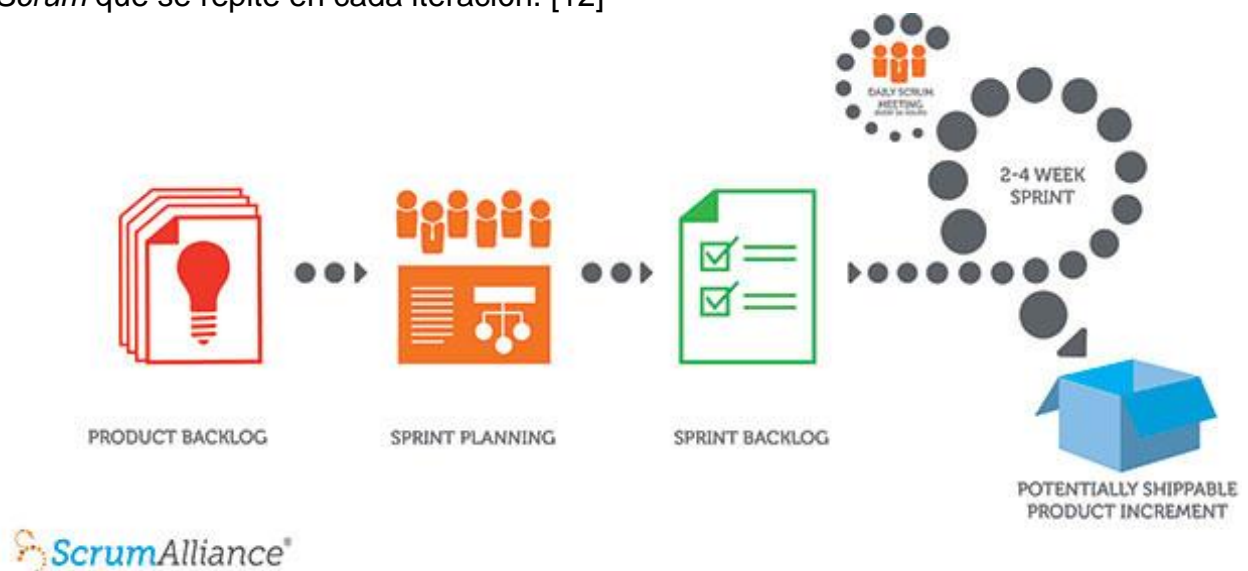 Scrum que se repite en cada iteración. [12]
DAILY SCRUM
MEETING
2-4 WEEK
SPRINT
PRODUCT BACKLOG
SPRINT PLANNING
SPRINT BACKLOG
POTENTIALLY SHIPPABLE
PRODUCT INCREMENT
ScrumAlliance®